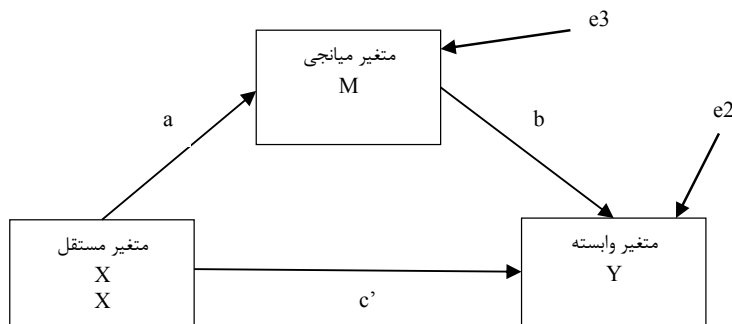 e3
متغیر میانجی
M
a
b
e2
متغیر مستقل
X
X
متغیر وابسته
Y
c’